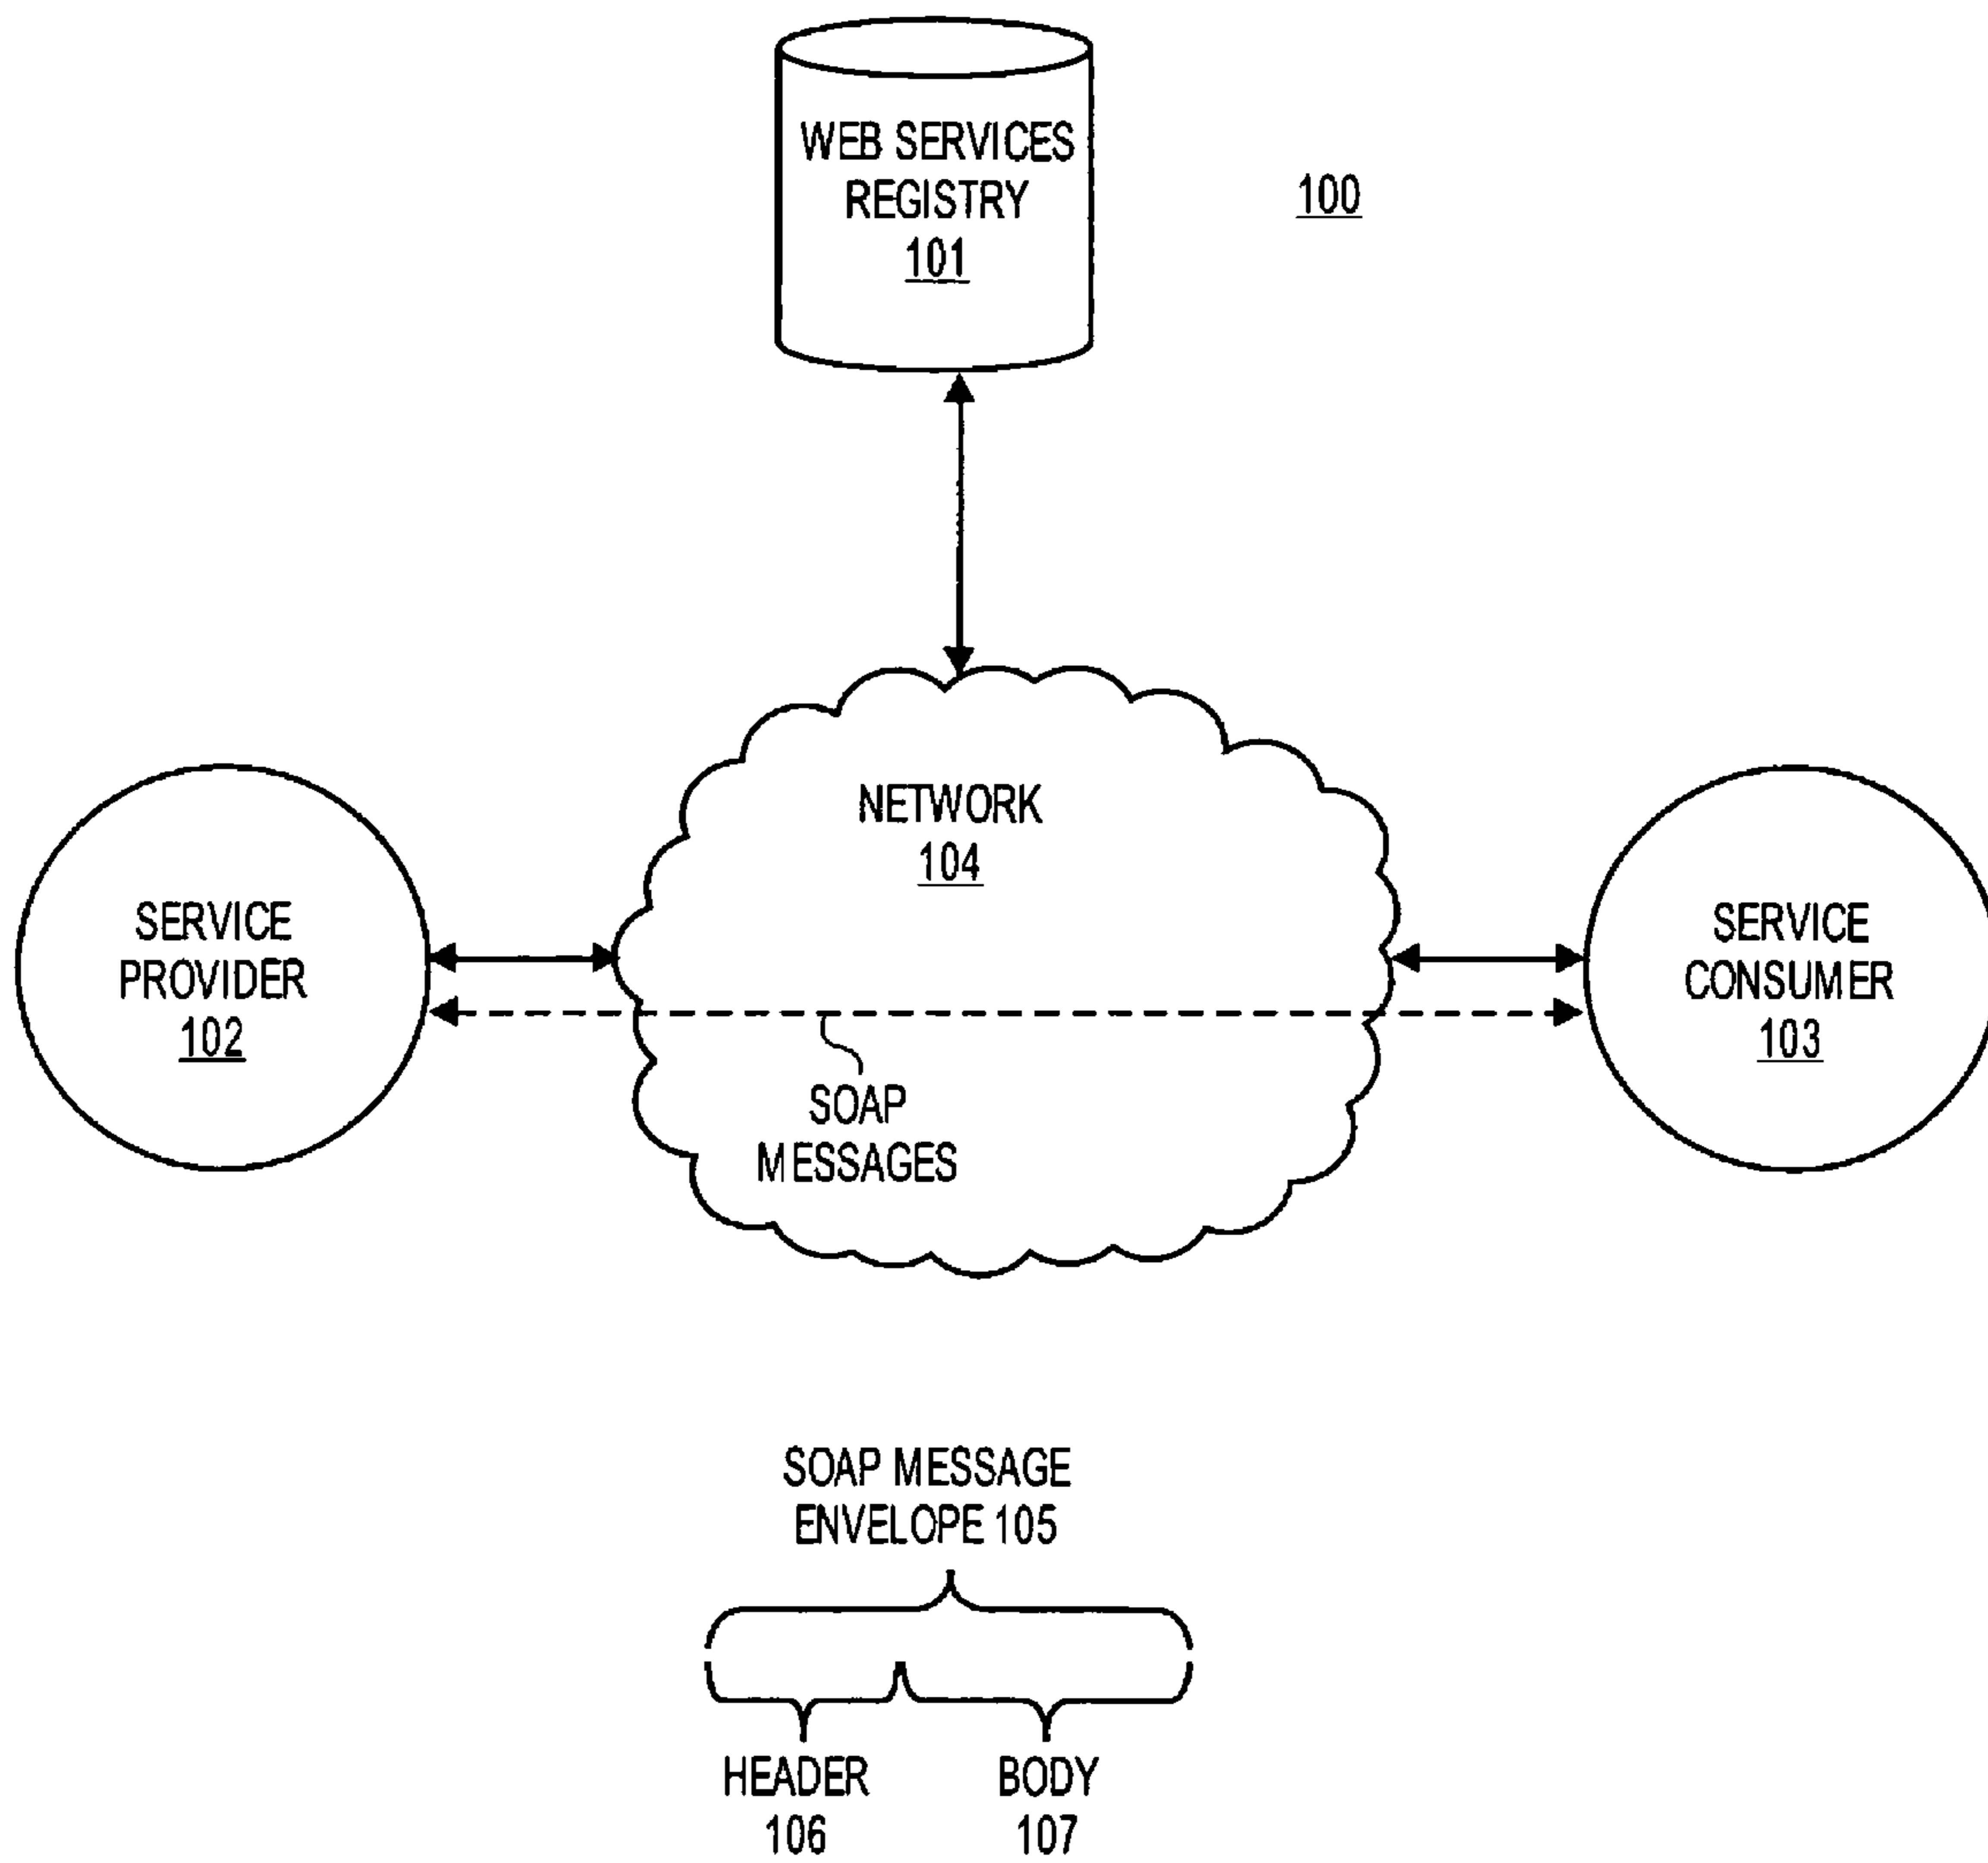 WEB SERVICES
REGISTRY
101
100
NETWORK
104
SERVICE
PROVIDER
102
SERVICE
CONSUMER
103
SOAP
MESSAGES
SOAP MESSAGE
ENVELOPE 105
HEADER
106
BODY
107